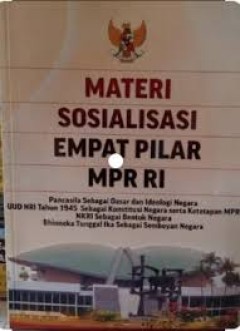 MATERI
SOSIALISASI
EMPAT PILAR
MPR RI
Pancasila Sebagai Dasar dan Ideologi Negara
UUD NRI Tahun 1945 Sebagai Konstitusi Negara serta Ketetapan MPR
NKRI Sebagai Bentuk Negara
Bhinneka Tunggal Ika Sebagai Semboyan Negara